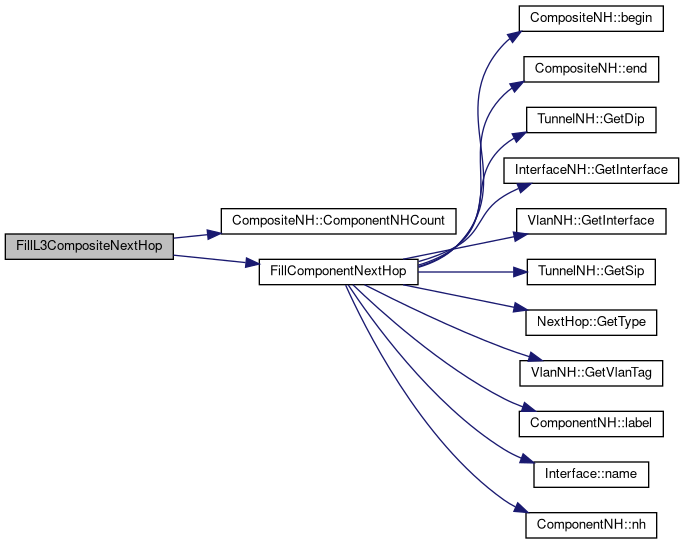 CompositeNH::begin
CompositeNH::end
TunnelNH::GetDip
InterfaceNH::GetInterface
VlanNH::GetInterface
CompositeNH::ComponentNHCount
FillL3CompositeNextHop
FillComponentNextHop
TunnelNH::GetSip
NextHop::GetType
VlanNH::GetVlanTag
ComponentNH::label
Interface::name
ComponentNH::nh